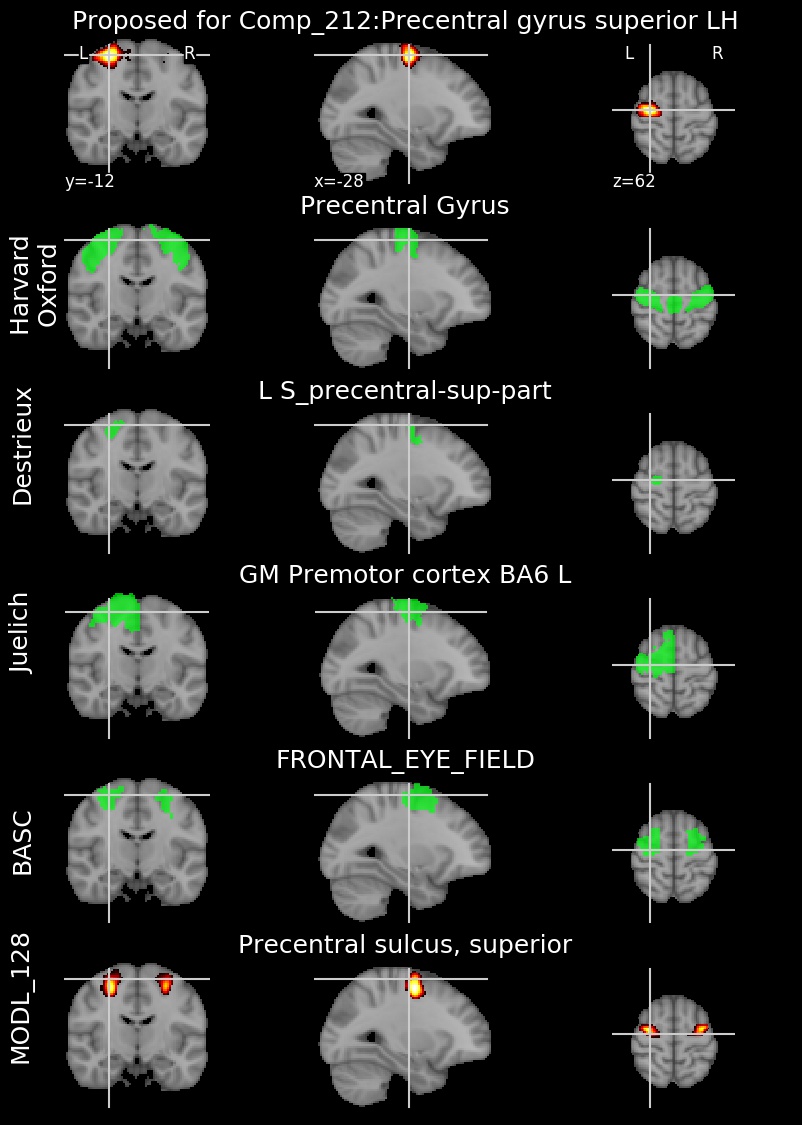 Proposed for Comp_212:Precentral gyrus superior LH
L R
L R
y=-12 x=-28 z=62
Precentral Gyrus
Harvard
Oxford
L S_precentral-sup-part
Destrieux
GM Premotor cortex BA6 L
Juelich
FRONTAL_EYE_FIELD
BASC
Precentral sulcus, superior
MODL_128